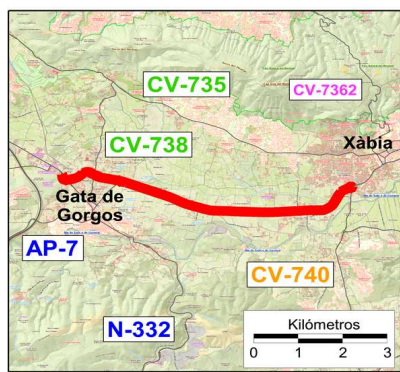 CV-735
CV-7362
CV-738
Xàbia
Gata de
Gorgos
AP-7
CV-740
N-332
Kilómetros
0 1 2 3